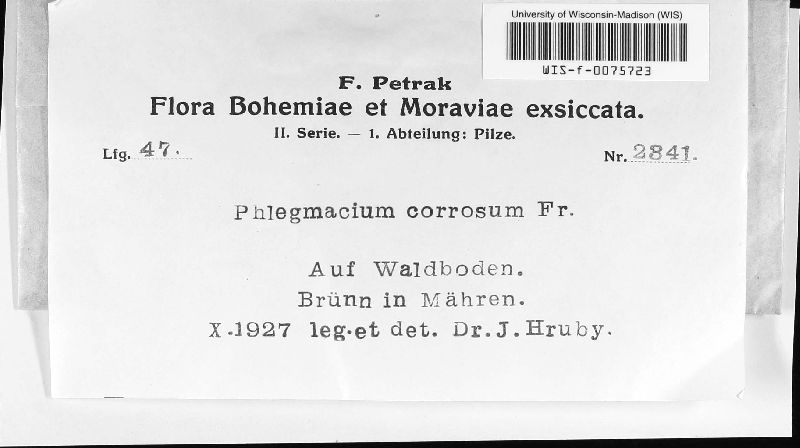 University of Wisconsin-Madison (WIS)
WIS-f-0075723
F. Petrak
Flora Bohemiae et Moraviae exsiccata.
II. Serie. — 1. Abteilung: Pilze.
Lfg. 47. Nr. 2841.
Phlegmacium corrosum Fr.
Auf Waldboden.
Brünn in Mähren.
X.1927 leg.et det. Dr.J.Hruby.